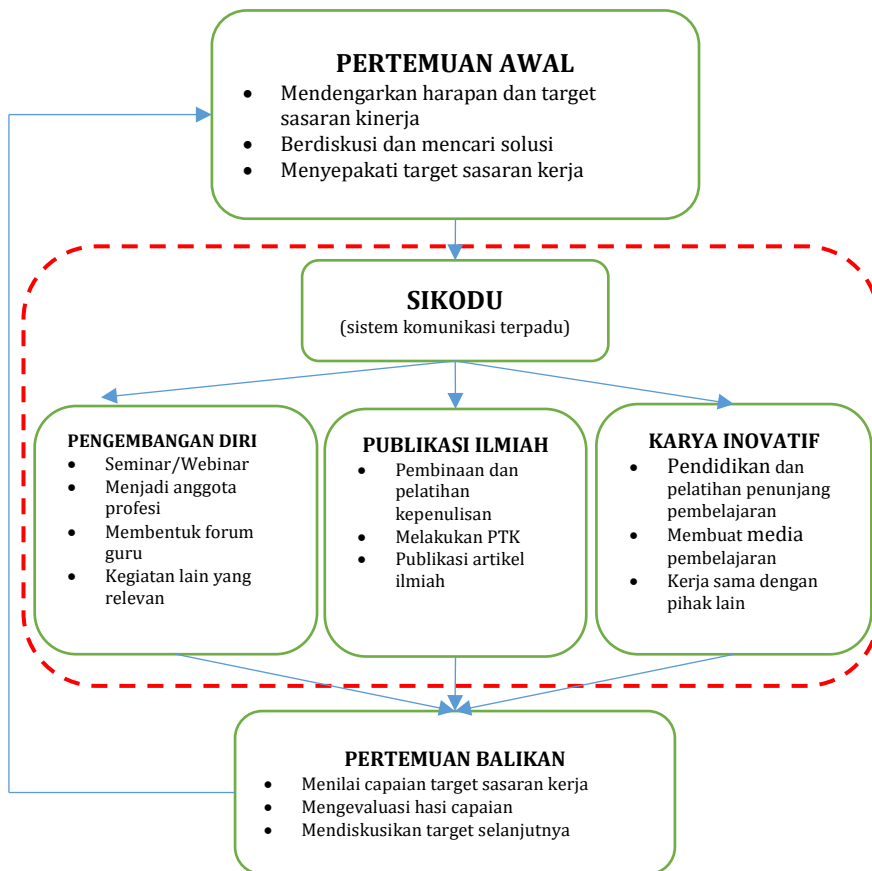 PERTEMUAN AWAL
• Mendengarkan harapan dan target
sasaran kinerja
• Berdiskusi dan mencari solusi
• Menyepakati target sasaran kerja
SIKODU
(sistem komunikasi terpadu)
PENGEMBANGAN DIRI
• Seminar/Webinar
• Menjadi anggota
profesi
• Membentuk forum
guru
• Kegiatan lain yang
relevan
PUBLIKASI ILMIAH
• Pembinaan dan
pelatihan
kepenulisan
• Melakukan PTK
• Publikasi artikel
ilmiah
KARYA INOVATIF
• Pendidikan dan
pelatihan penunjang
pembelajaran
• Membuat media
pembelajaran
• Kerja sama dengan
pihak lain
PERTEMUAN BALIKAN
• Menilai capaian target sasaran kerja
• Mengevaluasi hasi capaian
• Mendiskusikan target selanjutnya